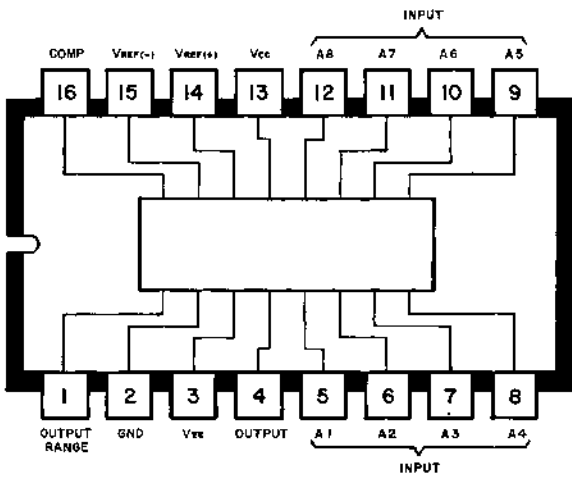 INPUT
COMP VREF(-) VREF(+) VCC A8 A7 A6 A5
16 15 14 13 12 11 10 9
1 2 3 4 5 6 7 8
OUTPUT RANGE GND VEE OUTPUT A1 A2 A3 A4
INPUT